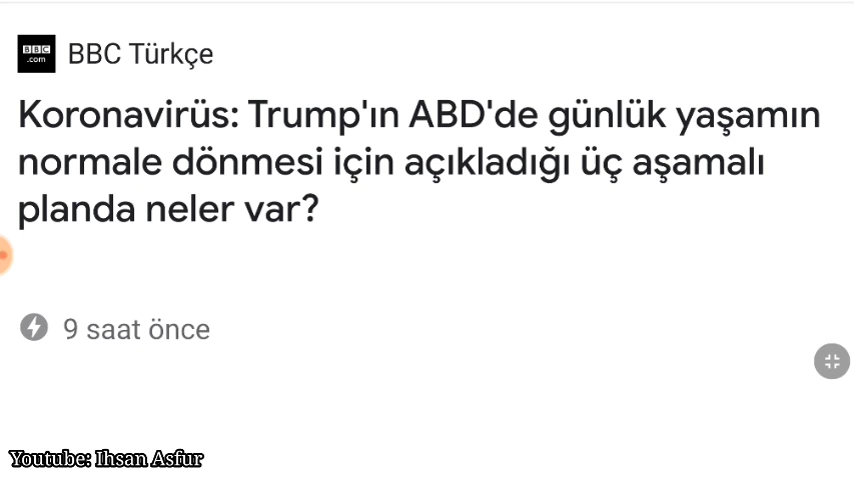 BBC
.com
BBC Türkçe
Koronavirüs: Trump'ın ABD'de günlük yaşamın
normale dönmesi için açıkladığı üç aşamalı
planda neler var?
9 saat önce
Youtube: Ihsan Asfur